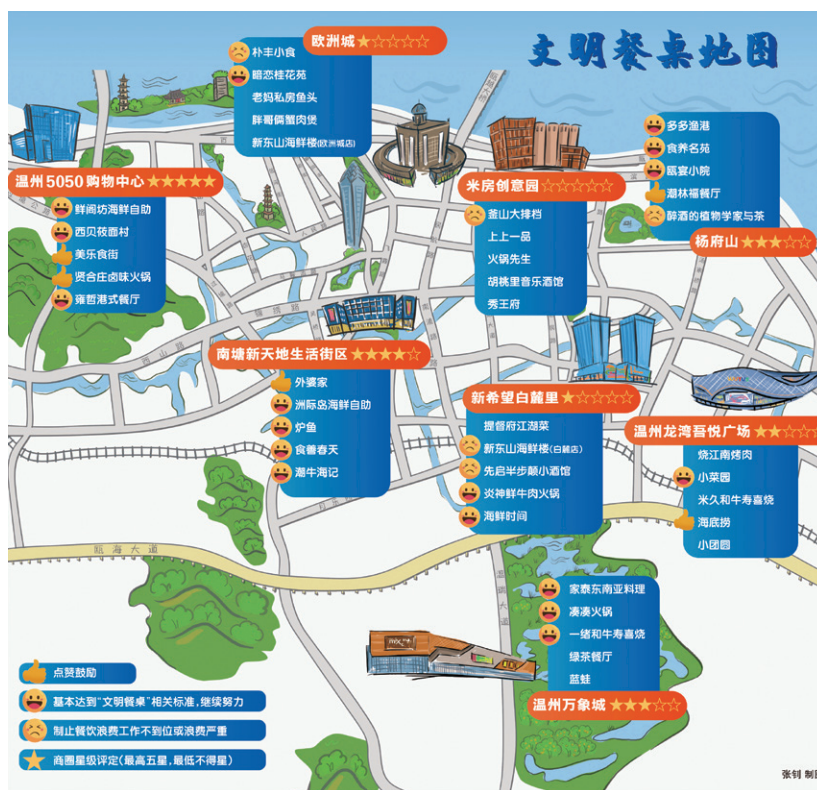 文明餐桌地图
欧洲城 ★☆☆☆☆
朴丰小食
暗恋桂花苑
老妈私房鱼头
胖哥俩蟹肉煲
新东山海鲜楼(欧洲城店)
温州5050购物中心 ★★★★★
鲜阁坊海鲜自助
西贝莜面村
美乐食街
贤合庄卤味火锅
雍哲港式餐厅
米房创意园 ☆☆☆☆☆
釜山大排档
上上一品
火锅先生
胡桃里音乐酒馆
秀王府
多多渔港
食养名苑
瓯宴小院
潮林福餐厅
醉酒的植物学家与茶
杨府山 ★★★☆☆
南塘新天地生活街区 ★★★★☆
外婆家
洲际岛海鲜自助
炉鱼
食善春天
潮牛海记
新希望白麓里 ★☆☆☆☆
提督府江湖菜
新东山海鲜楼(白麓店)
先启半步颠小酒馆
炎神鲜牛肉火锅
海鲜时间
温州龙湾吾悦广场 ★★☆☆☆
烧江南烤肉
小菜园
米久和牛寿喜烧
海底捞
小团圆
家泰东南亚料理
凑凑火锅
一绪和牛寿喜烧
绿茶餐厅
蓝蛙
温州万象城 ★★★☆☆
西山路
瓯海大道
点赞鼓励
基本达到“文明餐桌”相关标准,继续努力
制止餐饮浪费工作不到位或浪费严重
商圈星级评定(最高五星,最低不得星)
张钊 制图